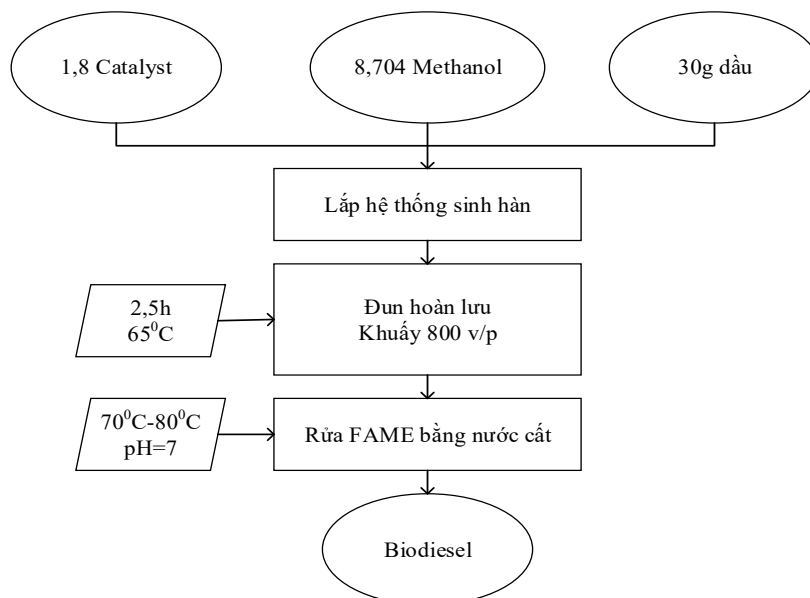 1,8 Catalyst
8,704 Methanol
30g dầu
Lắp hệ thống sinh hàn
2,5h
65⁰C
Đun hoàn lưu
Khuấy 800 v/p
70⁰C-80⁰C
pH=7
Rửa FAME bằng nước cất
Biodiesel